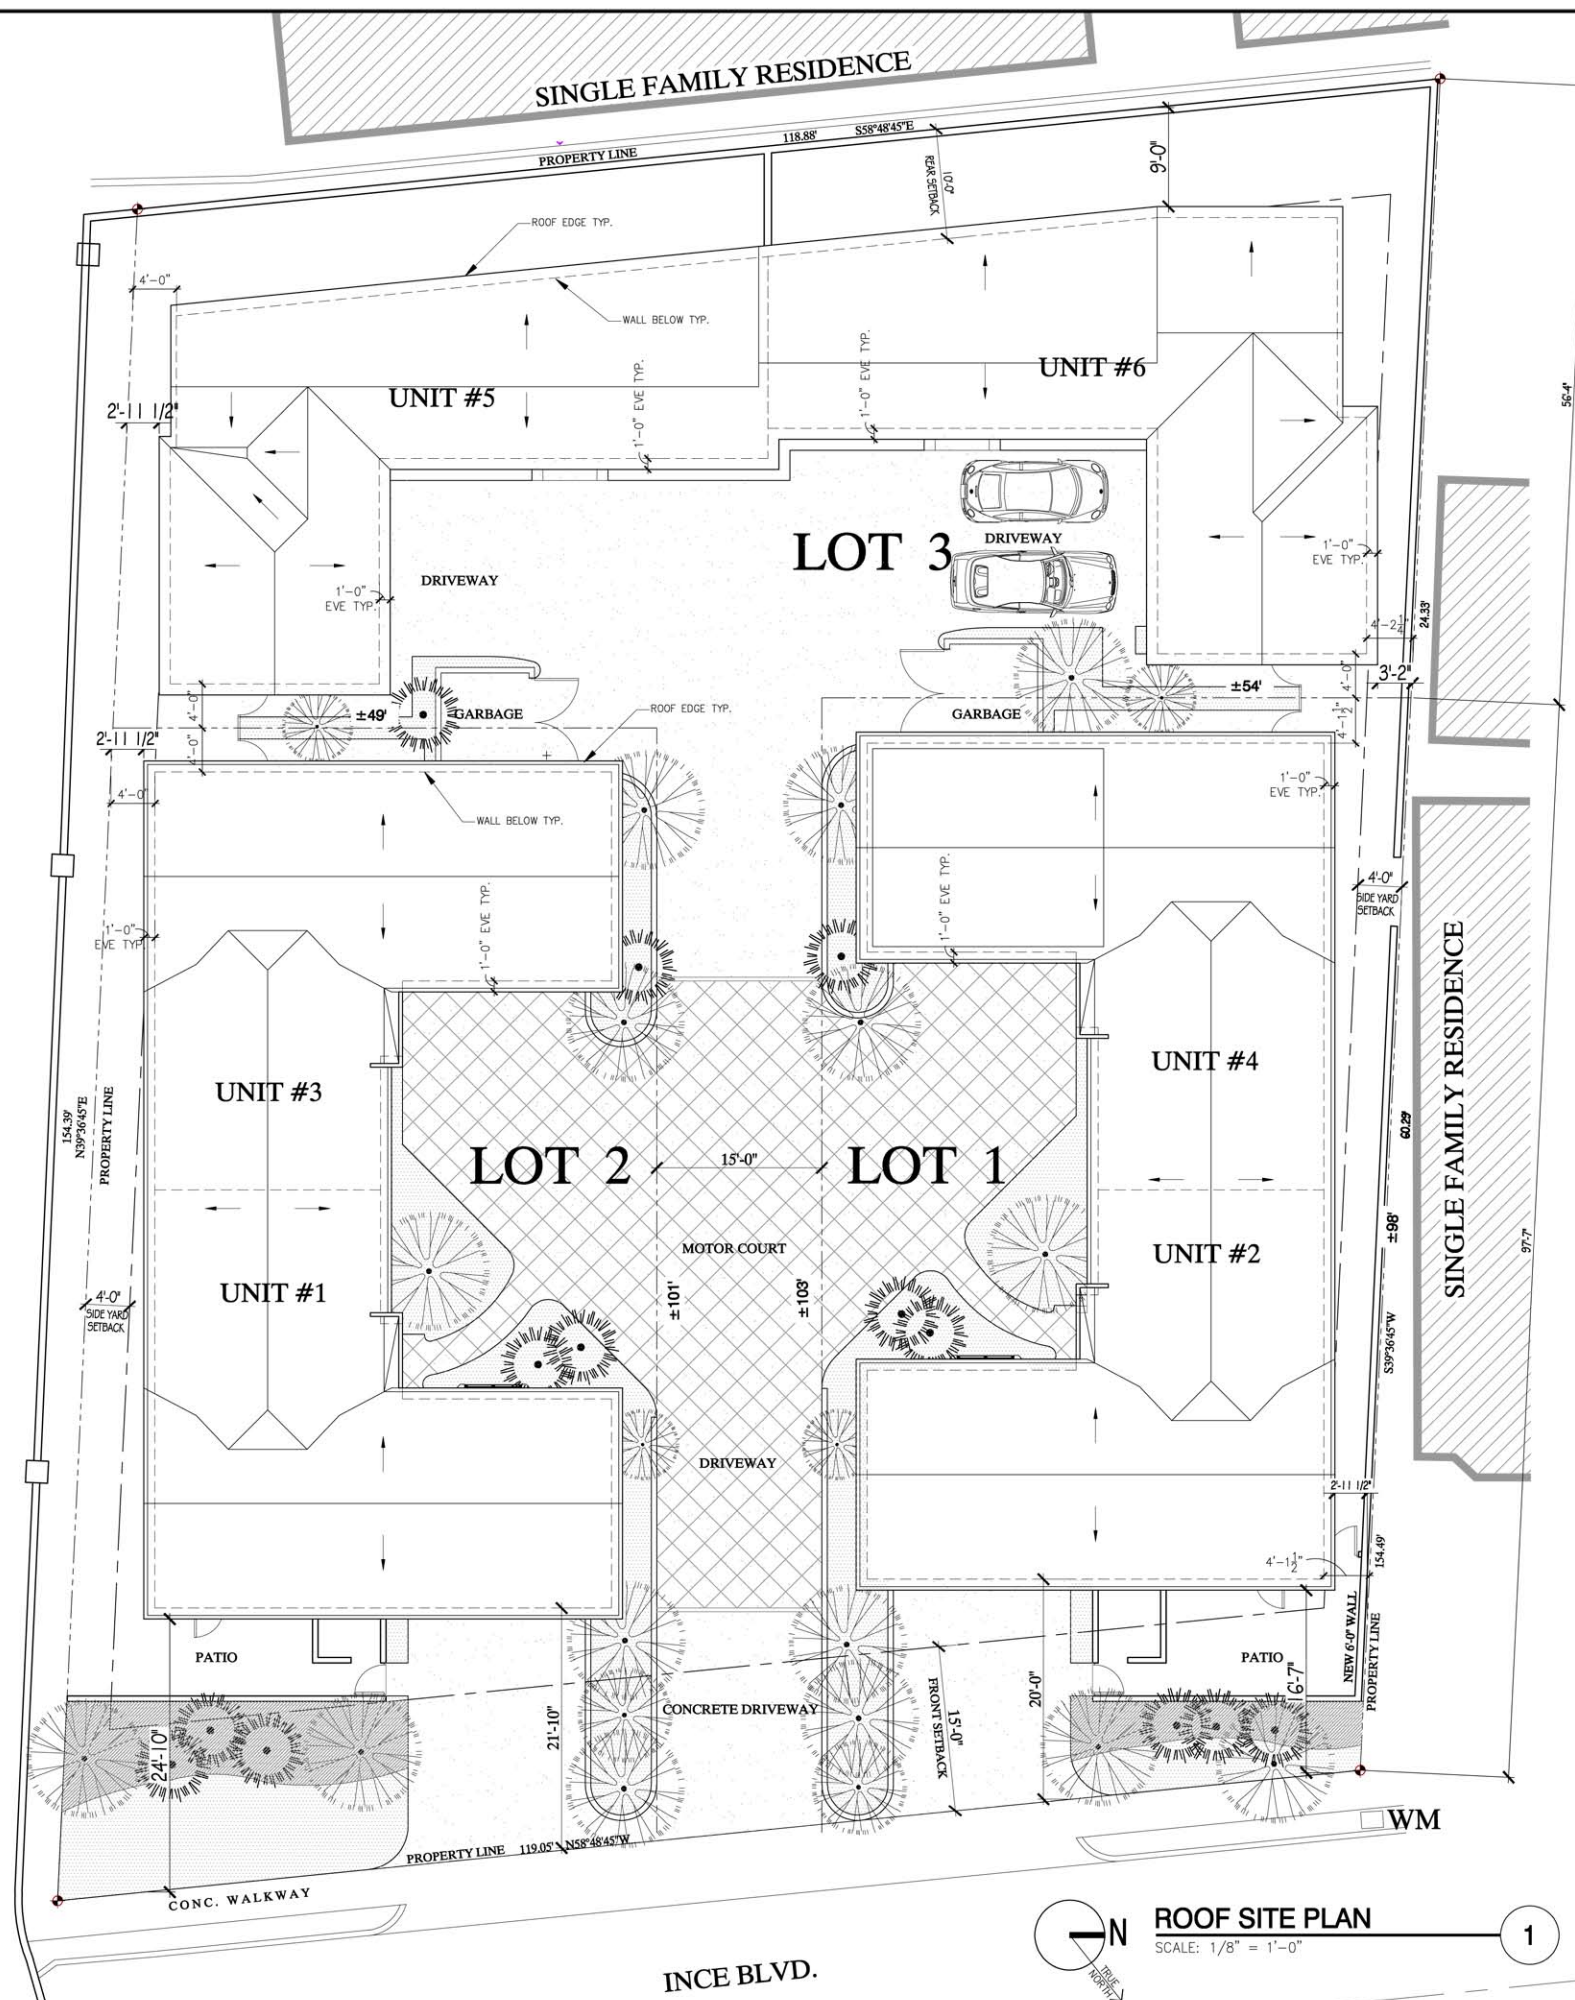 SINGLE FAMILY RESIDENCE
118.88' S58°48'45"E
PROPERTY LINE
9'-0"
10'-0"
REAR SETBACK
ROOF EDGE TYP.
4'-0"
WALL BELOW TYP.
1'-0" EVE TYP.
1'-0" EVE TYP.
UNIT #6
UNIT #5
2'-11 1/2"
56'-4"
LOT 3
DRIVEWAY
1'-0"
EVE TYP.
DRIVEWAY
1'-0"
EVE TYP.
24.33'
4'-2 1/4"
3'-2"
±54'
4'-0"
4'-0"
±49'
GARBAGE
ROOF EDGE TYP.
GARBAGE
4'-1 1/2"
2'-11 1/2"
4'-0"
4'-0"
1'-0"
EVE TYP.
WALL BELOW TYP.
4'-0"
SIDE YARD
SETBACK
1'-0" EVE TYP.
1'-0" EVE TYP.
1'-0"
EVE TYP.
SINGLE FAMILY RESIDENCE
UNIT #4
UNIT #3
154.39'
N39°36'45"E
PROPERTY LINE
60.29'
LOT 2
15'-0"
LOT 1
±98'
97'-7"
MOTOR COURT
UNIT #2
UNIT #1
±101'
±103'
4'-0"
SIDE YARD
SETBACK
S39°36'45"W
DRIVEWAY
2'-11 1/2"
4'-1 1/2"
154.49'
NEW 6'-0" WALL
PROPERTY LINE
PATIO
PATIO
16'-7"
20'-0"
15'-0"
FRONT SETBACK
CONCRETE DRIVEWAY
21'-10"
24'-10"
WM
PROPERTY LINE 119.05' N58°48'45"W
CONC. WALKWAY
INCE BLVD.
N
TRUE
NORTH
ROOF SITE PLAN
SCALE: 1/8" = 1'-0"
1